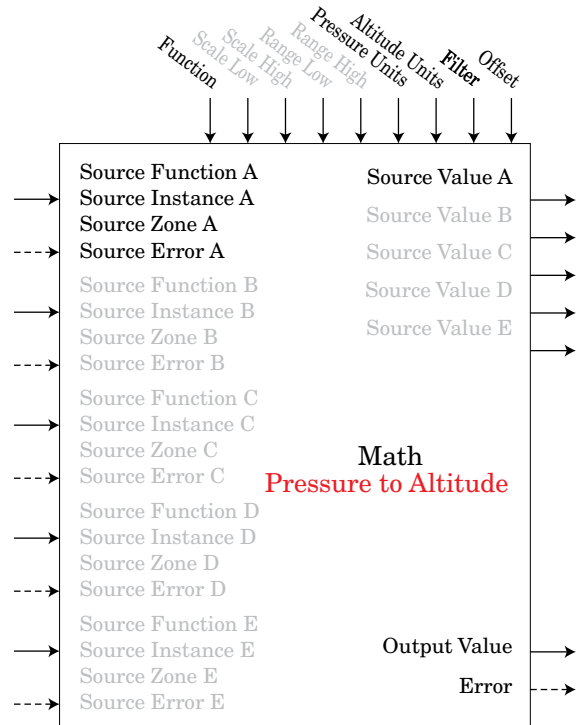 Function
Scale Low
Scale High
Range Low
Range High
Pressure Units
Altitude Units
Filter
Offset
Source Function A
Source Instance A
Source Zone A
Source Error A
Source Function B
Source Instance B
Source Zone B
Source Error B
Source Function C
Source Instance C
Source Zone C
Source Error C
Source Function D
Source Instance D
Source Zone D
Source Error D
Source Function E
Source Instance E
Source Zone E
Source Error E
Source Value A
Source Value B
Source Value C
Source Value D
Source Value E
Math
Pressure to Altitude
Output Value
Error